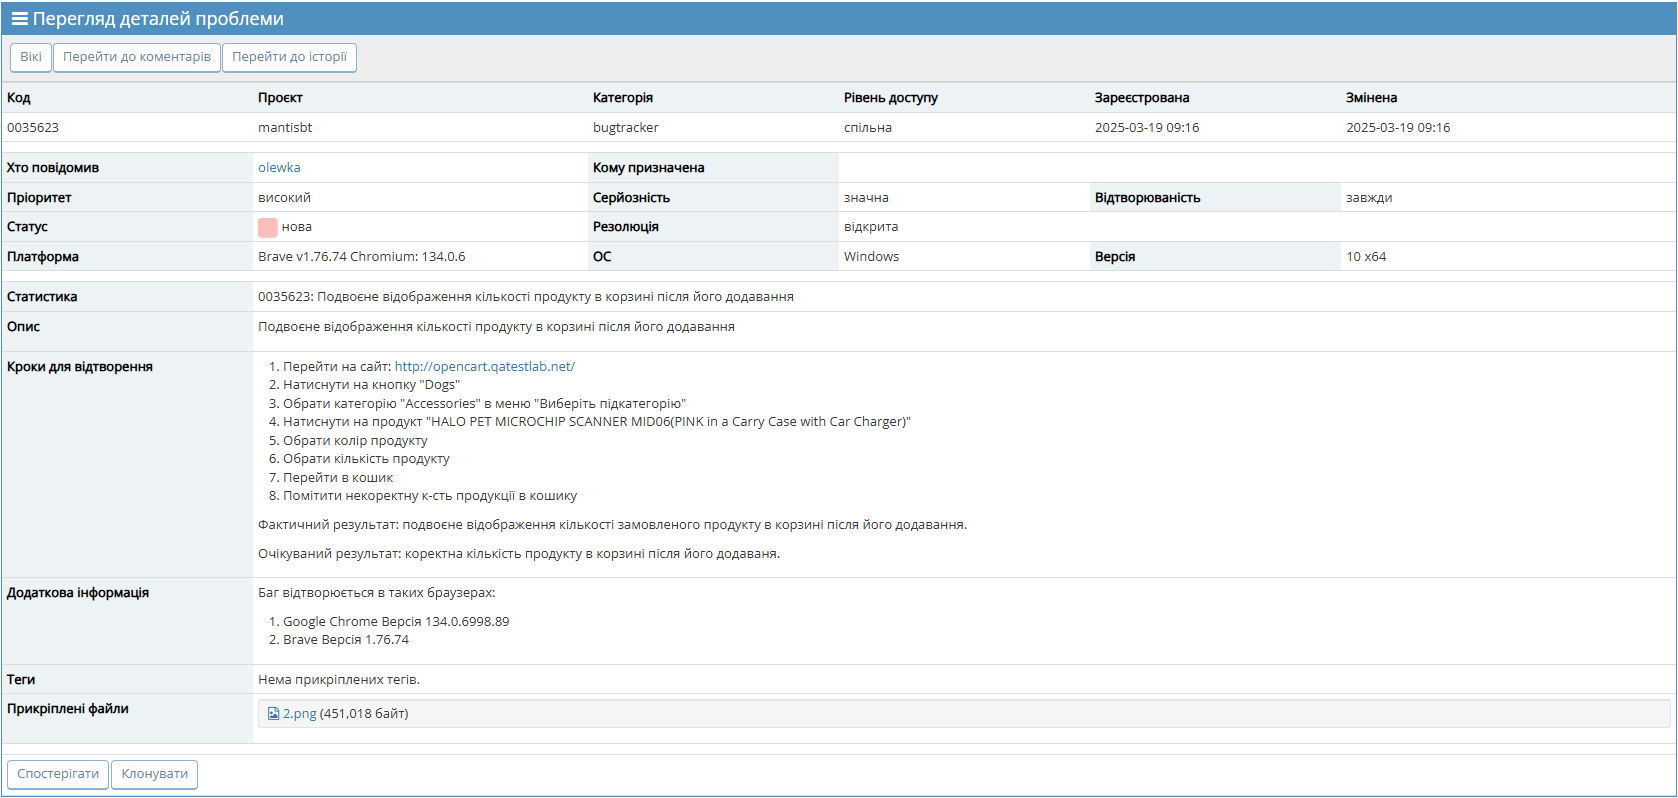 Перегляд деталей проблеми
Вікі Перейти до коментарів Перейти до історії
Код Проєкт Категорія Рівень доступу Зареєстрована Змінена
0035623 mantisbt bugtracker спільна 2025-03-19 09:16 2025-03-19 09:16
Хто повідомив olewka Кому призначена
Пріоритет високий Серйозність значна Відтворюваність завжди
Статус нова Резолюція відкрита
Платформа Brave v1.76.74 Chromium: 134.0.6 ОС Windows Версія 10 x64
Статистика 0035623: Подвоєне відображення кількості продукту в корзині після його додавання
Опис Подвоєне відображення кількості продукту в корзині після його додавання
Кроки для відтворення 1. Перейти на сайт: http://opencart.qatestlab.net/
2. Натиснути на кнопку "Dogs"
3. Обрати категорію "Accessories" в меню "Виберіть підкатегорію"
4. Натиснути на продукт "HALO PET MICROCHIP SCANNER MID06(PINK in a Carry Case with Car Charger)"
5. Обрати колір продукту
6. Обрати кількість продукту
7. Перейти в кошик
8. Помітити некоректну к-сть продукції в кошику
Фактичний результат: подвоєне відображення кількості замовленого продукту в корзині після його додавання.
Очікуваний результат: коректна кількість продукту в корзині після його додаваня.
Додаткова інформація Баг відтворюється в таких браузерах:
1. Google Chrome Версія 134.0.6998.89
2. Brave Версія 1.76.74
Теги Нема прикріплених тегів.
Прикріплені файли 2.png (451,018 байт)
Спостерігати Клонувати